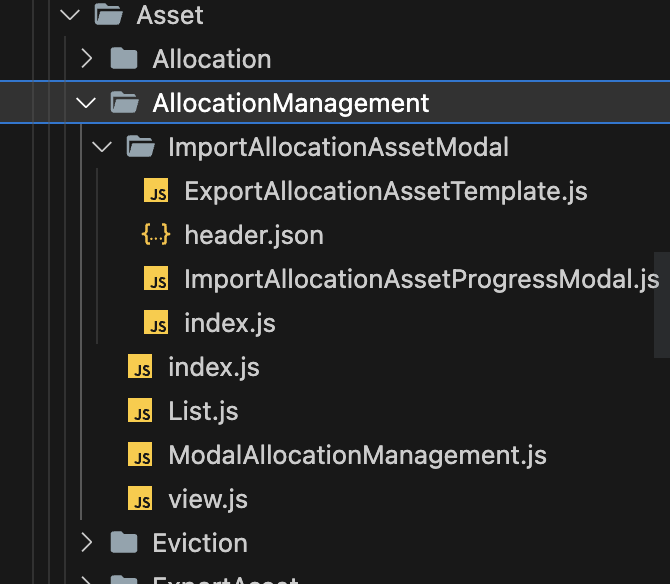 Asset
Allocation
AllocationManagement
ImportAllocationAssetModal
JS ExportAllocationAssetTemplate.js
{...} header.json
JS ImportAllocationAssetProgressModal.js
JS index.js
JS index.js
JS List.js
JS ModalAllocationManagement.js
JS view.js
Eviction
ExportAsset